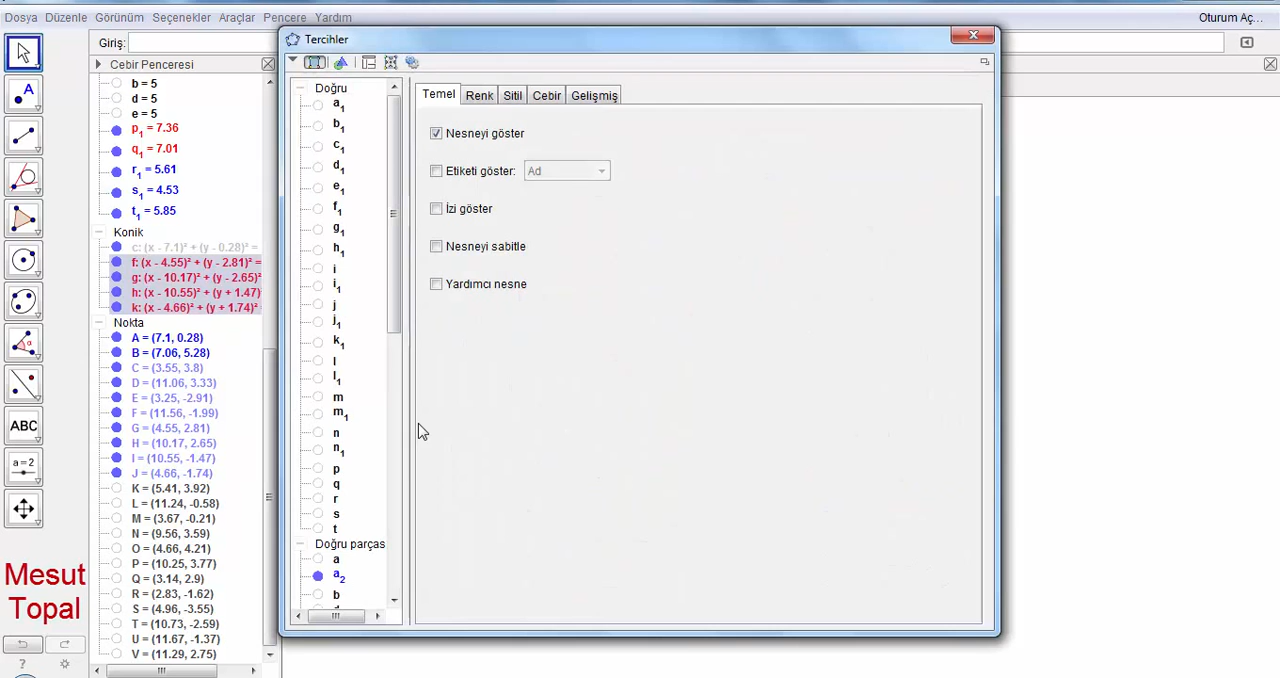 Dosya Düzenle Görünüm Seçenekler Araçlar Pencere Yardım
Oturum Aç...
Giriş:
Tercihler
Cebir Penceresi
b = 5
d = 5
e = 5
p1 = 7.36
q1 = 7.01
r1 = 5.61
s1 = 4.53
t1 = 5.85
Konik
c: (x - 7.1)² + (y - 0.28)² =
f: (x - 4.55)² + (y - 2.81)² =
g: (x - 10.17)² + (y - 2.65)²
h: (x - 10.55)² + (y + 1.47)²
k: (x - 4.66)² + (y + 1.74)²
Nokta
A = (7.1, 0.28)
B = (7.06, 5.28)
C = (3.55, 3.8)
D = (11.06, 3.33)
E = (3.25, -2.91)
F = (11.56, -1.99)
G = (4.55, 2.81)
H = (10.17, 2.65)
I = (10.55, -1.47)
J = (4.66, -1.74)
K = (5.41, 3.92)
L = (11.24, -0.58)
M = (3.67, -0.21)
N = (9.56, 3.59)
O = (4.66, 4.21)
P = (10.25, 3.77)
Q = (3.14, 2.9)
R = (2.83, -1.62)
S = (4.96, -3.55)
T = (10.73, -2.59)
U = (11.67, -1.37)
V = (11.29, 2.75)
Doğru
a1
b1
c1
d1
e1
f1
g1
h1
i
i1
j
j1
k1
l
l1
m
m1
n
n1
p
q
r
s
t
Doğru parças
a
a2
b
Temel Renk Sitil Cebir Gelişmiş
Nesneyi göster
Etiketi göster: Ad
İzi göster
Nesneyi sabitle
Yardımcı nesne
A
ABC
a = 2
Mesut
Topal
?